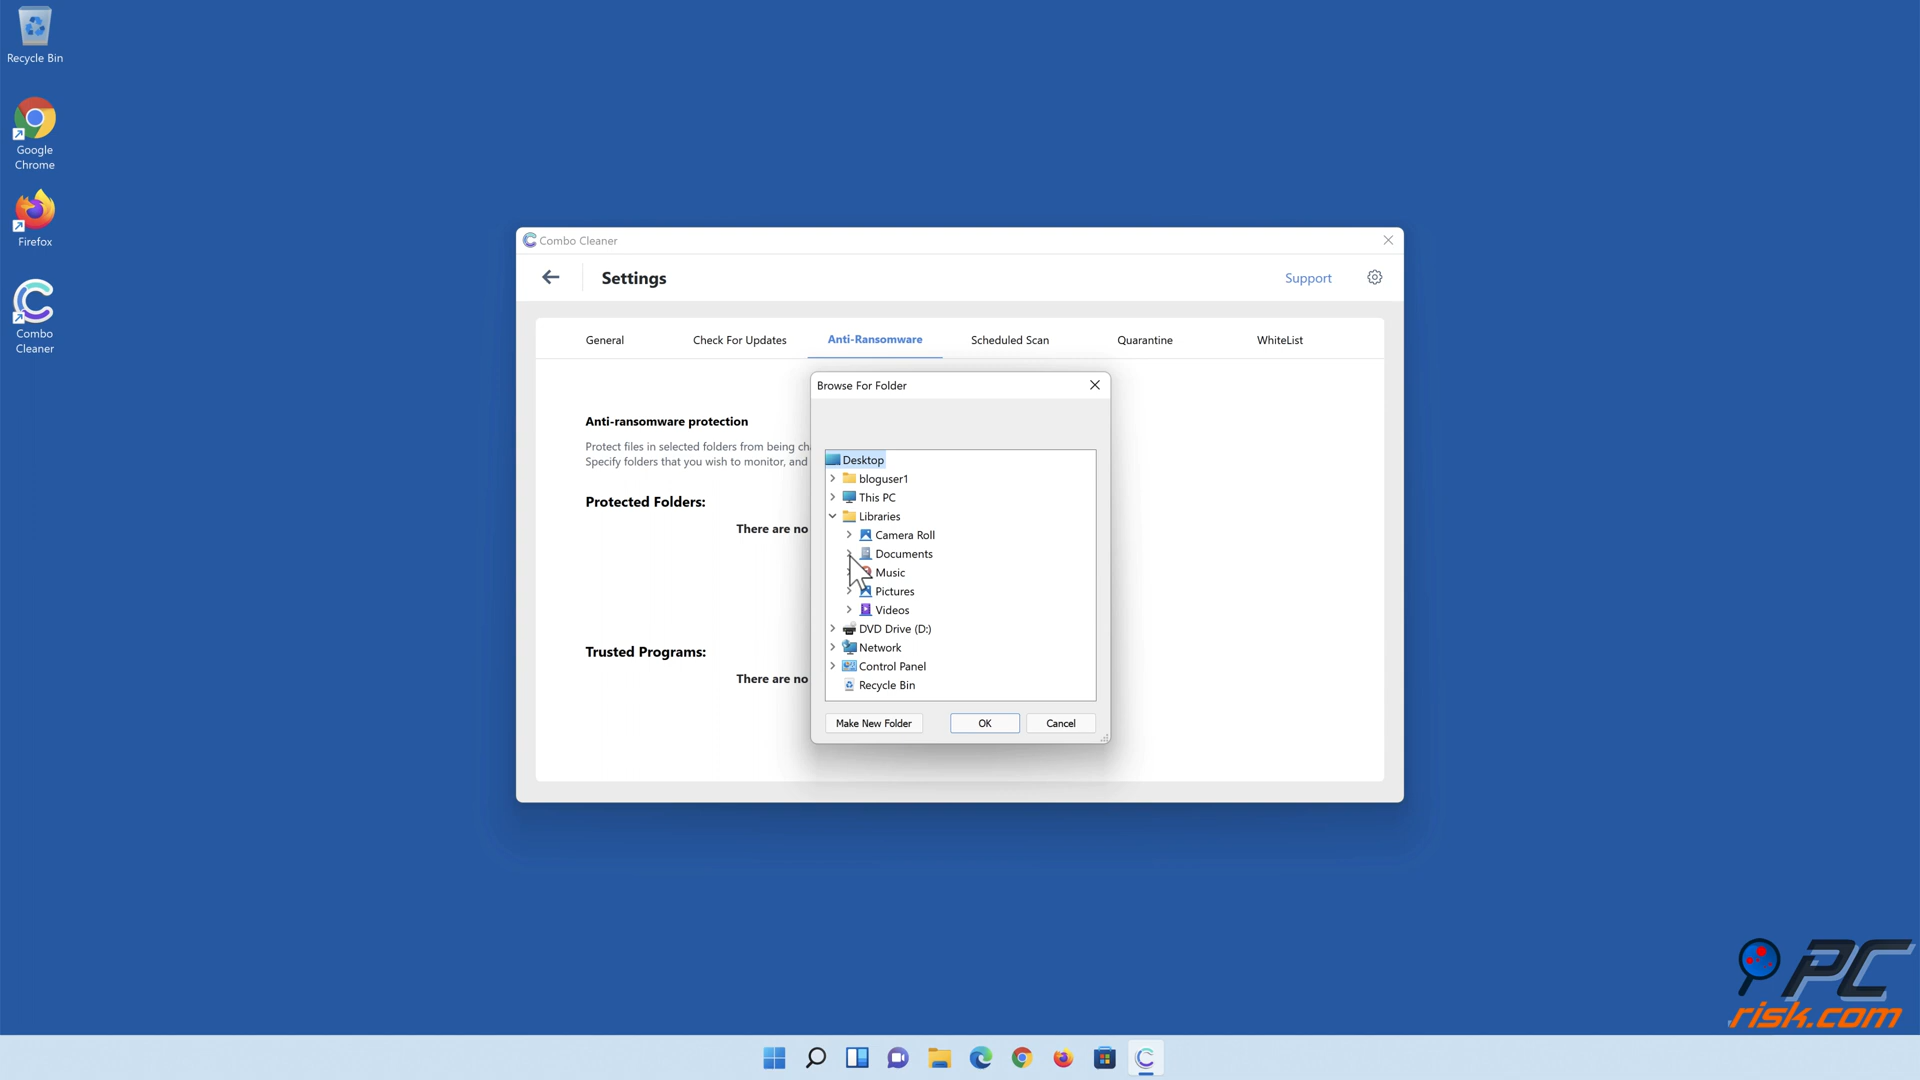 Recycle Bin
Google
Chrome
Firefox
Combo
Cleaner
Combo Cleaner
Settings
Support
General
Check For Updates
Anti-Ransomware
Scheduled Scan
Quarantine
WhiteList
Anti-ransomware protection
Protect files in selected folders from being
Specify folders that you wish to monitor, and
Protected Folders:
There are no
Trusted Programs:
There are no
Browse For Folder
Desktop
bloguser1
This PC
Libraries
Camera Roll
Documents
Music
Pictures
Videos
DVD Drive (D:)
Network
Control Panel
Recycle Bin
Make New Folder
OK
Cancel
PC
risk.com